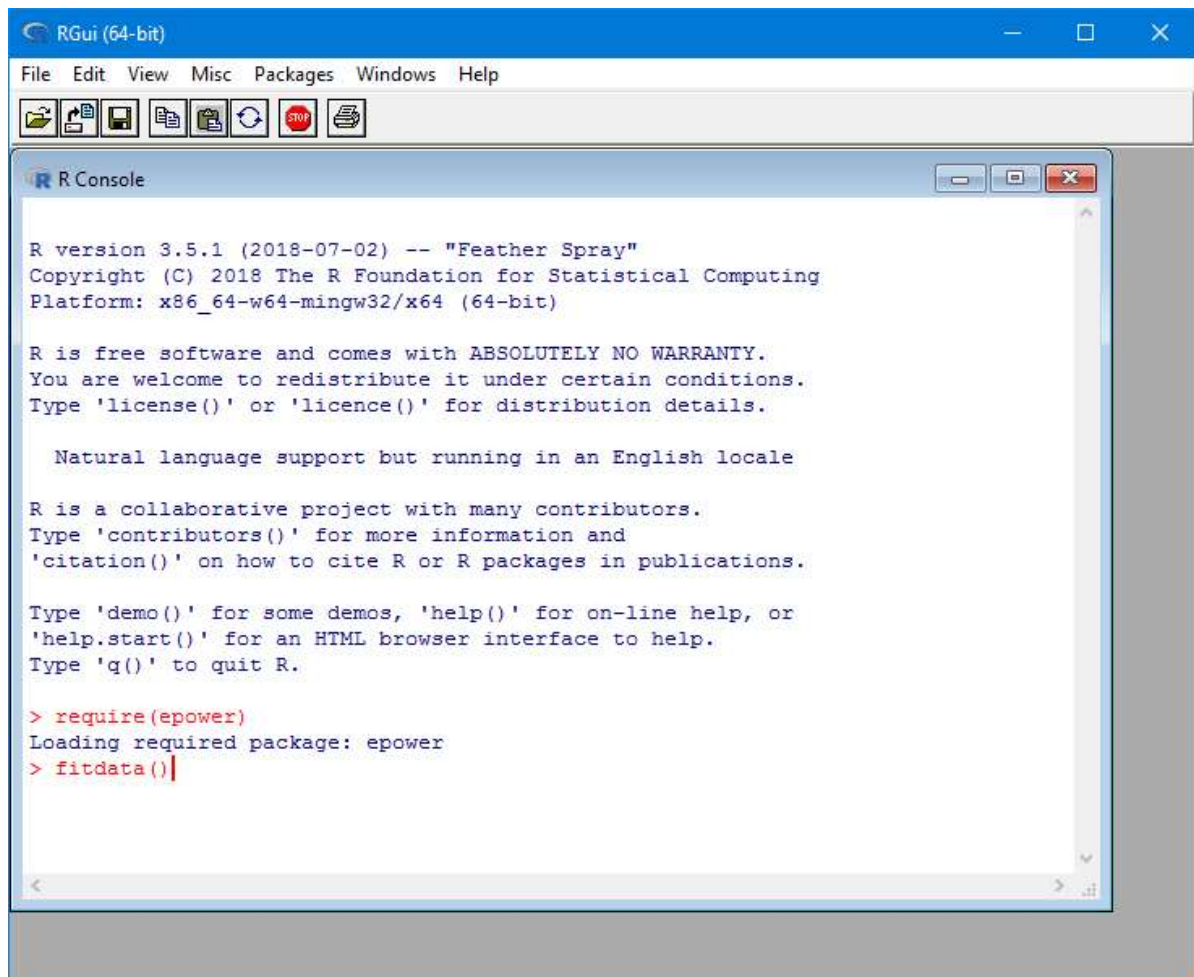 RGui (64-bit)
File Edit View Misc Packages Windows Help
STOP
R Console
R version 3.5.1 (2018-07-02) -- "Feather Spray"
Copyright (C) 2018 The R Foundation for Statistical Computing
Platform: x86_64-w64-mingw32/x64 (64-bit)
R is free software and comes with ABSOLUTELY NO WARRANTY.
You are welcome to redistribute it under certain conditions.
Type 'license()' or 'licence()' for distribution details.
Natural language support but running in an English locale
R is a collaborative project with many contributors.
Type 'contributors()' for more information and
'citation()' on how to cite R or R packages in publications.
Type 'demo()' for some demos, 'help()' for on-line help, or
'help.start()' for an HTML browser interface to help.
Type 'q()' to quit R.
> require(epower)
Loading required package: epower
> fitdata()